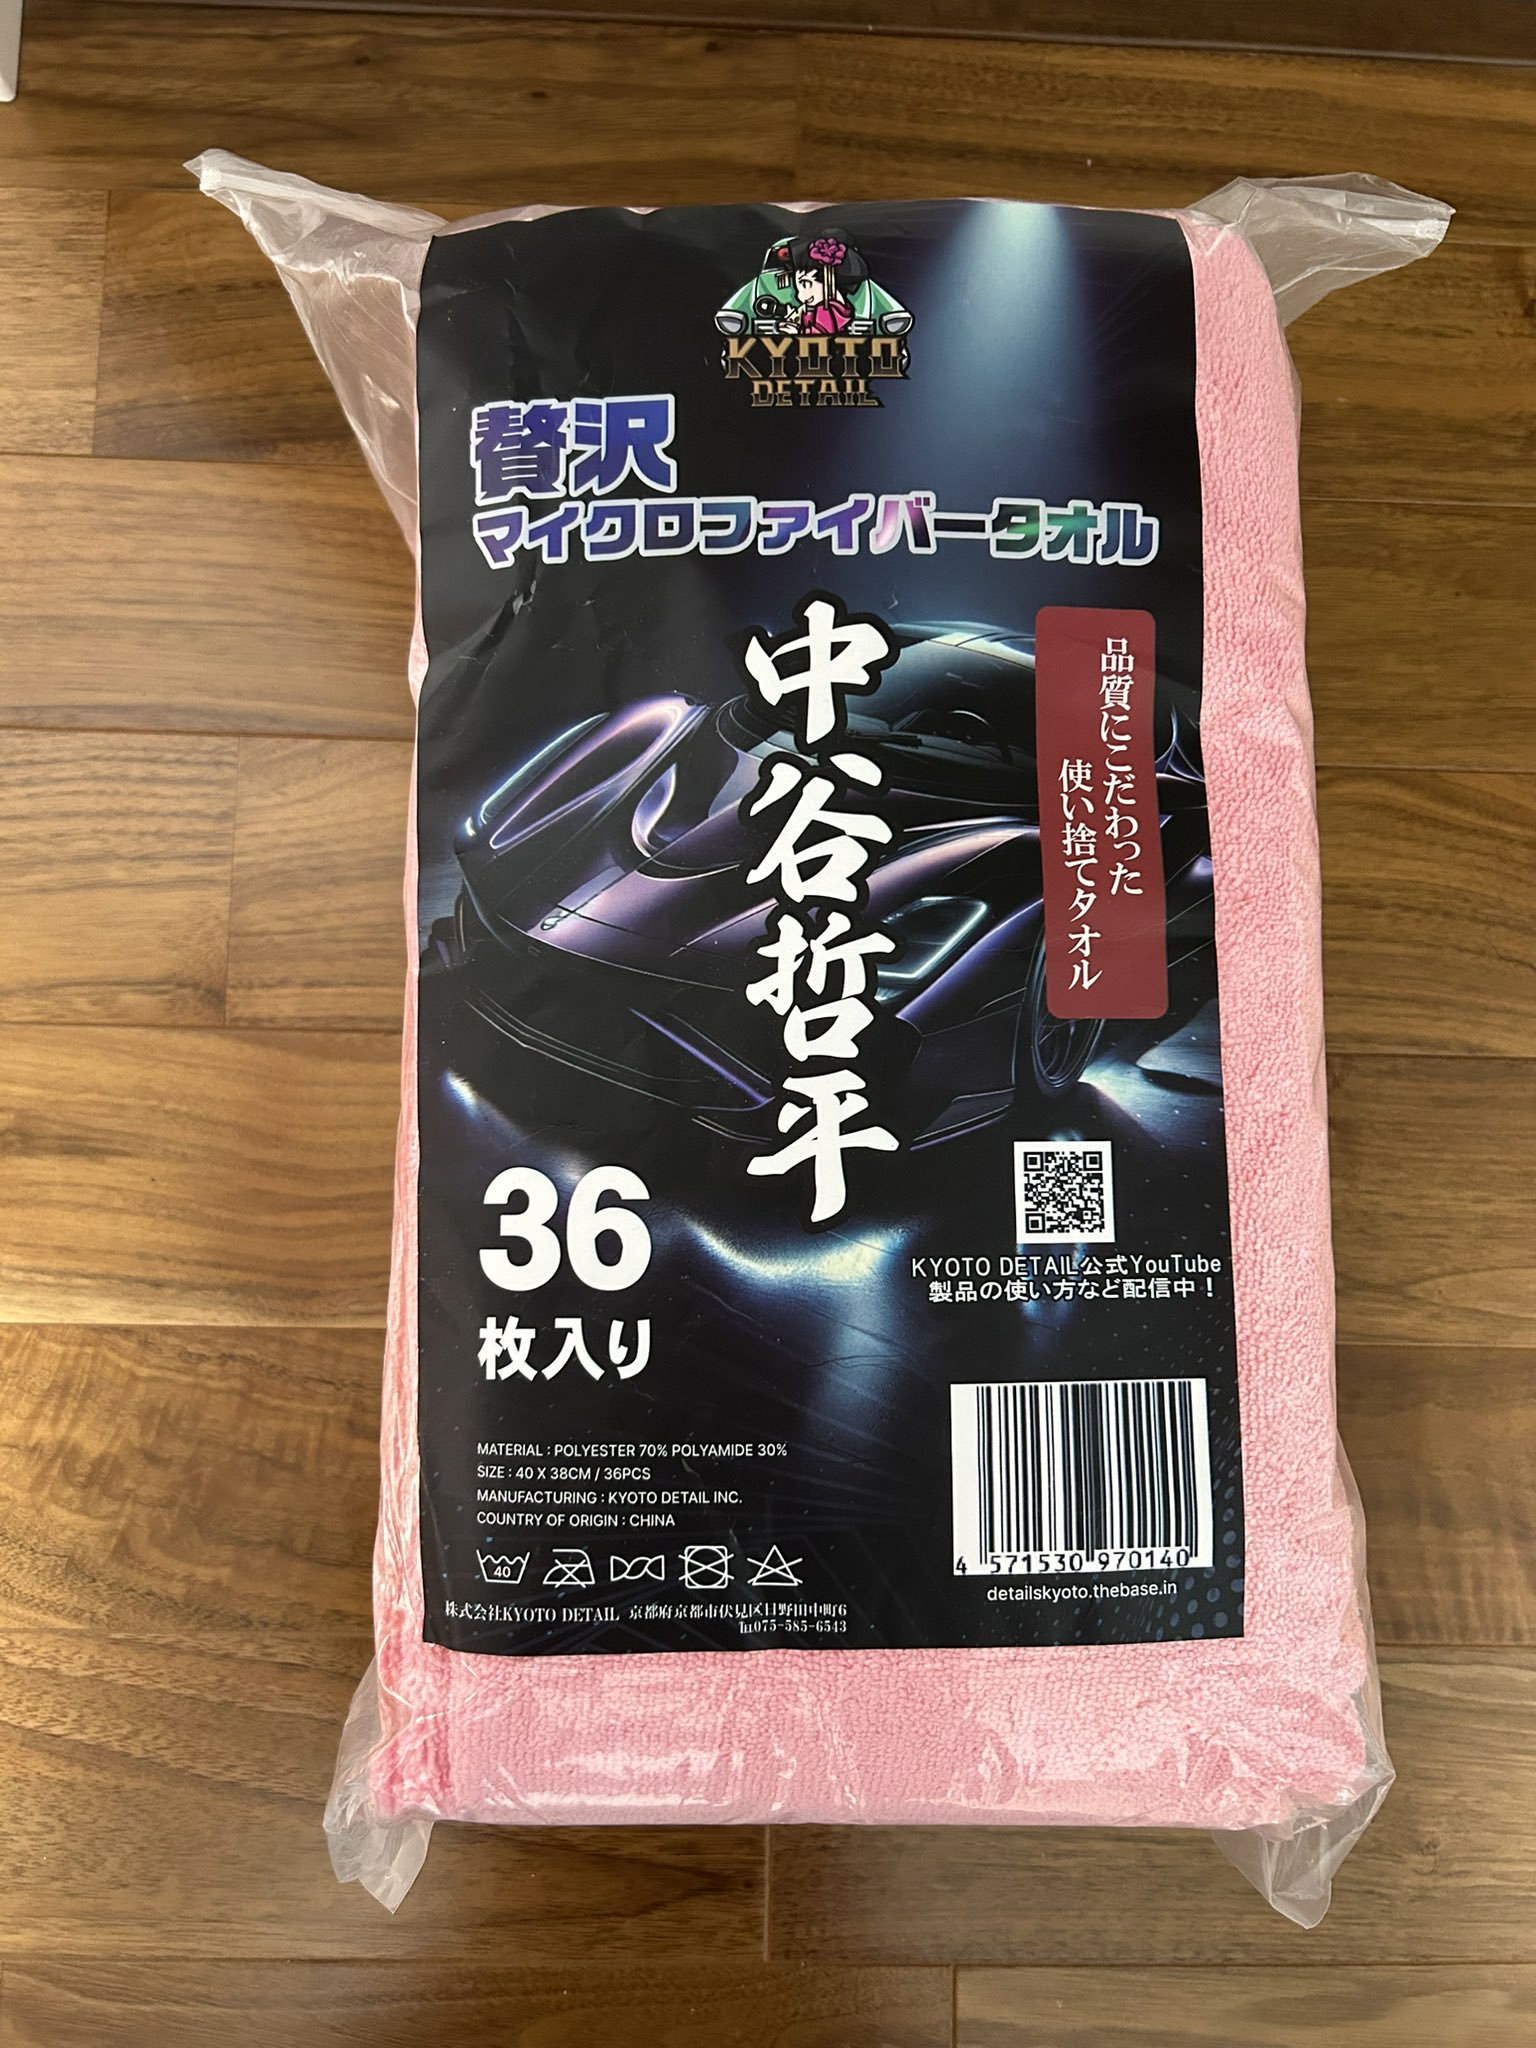 KYOTO
DETAIL
贅沢
マイクロファイバータオル
中谷哲平
品質にこだわった
使い捨てタオル
36
枚入り
KYOTO DETAIL公式YouTube
製品の使い方など配信中！
MATERIAL : POLYESTER 70% POLYAMIDE 30%
SIZE : 40 X 38CM / 36PCS
MANUFACTURING : KYOTO DETAIL INC.
COUNTRY OF ORIGIN : CHINA
40
株式会社KYOTO DETAIL 京都府京都市伏見区日野田中町6
℡075-585-6543
4 571530 970140
detailskyoto.thebase.in